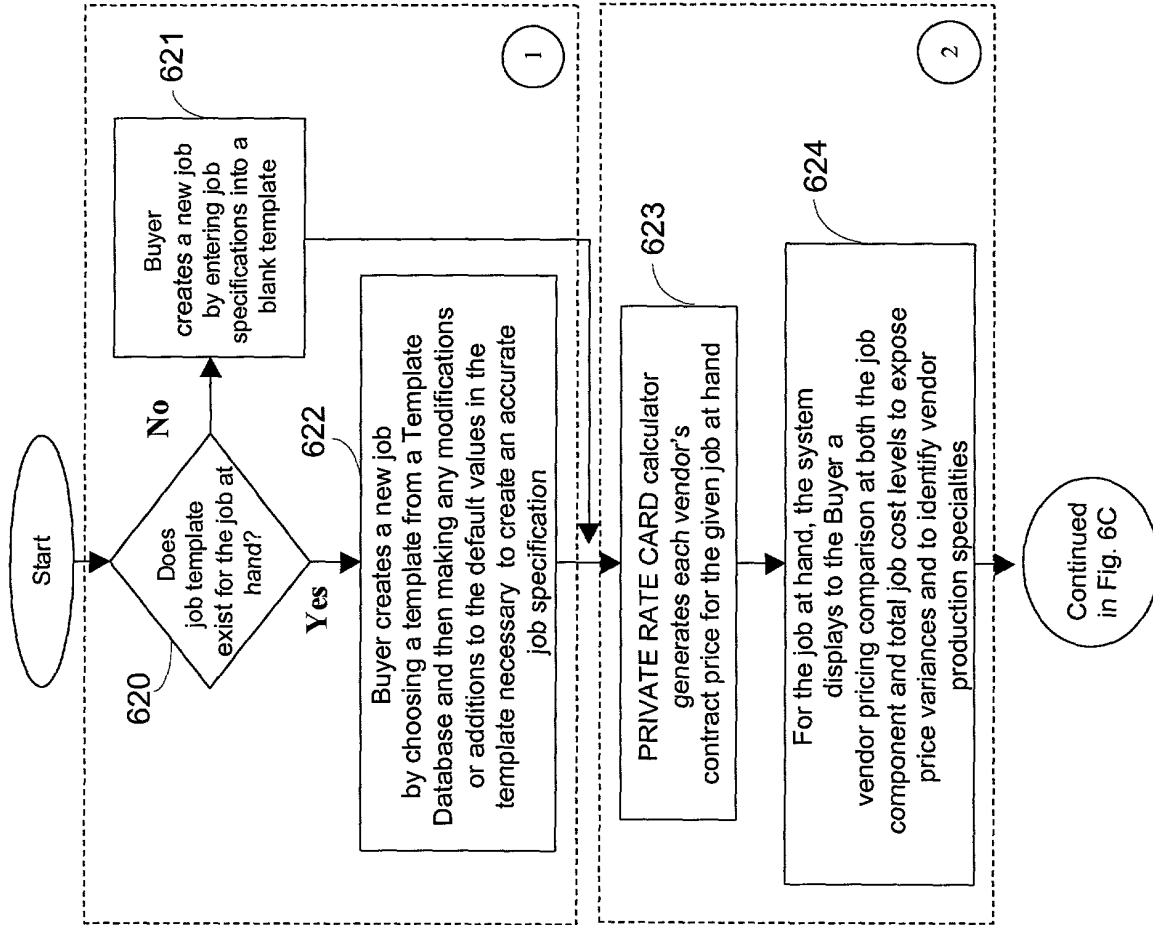 Start
620
Does
job template
exist for the job at
hand?
No
Yes
621
Buyer
creates a new job
by entering job
specifications into a
blank template
622
Buyer creates a new job
by choosing a template from a Template
Database and then making any modifications
or additions to the default values in the
template necessary to create an accurate
job specification
1
623
PRIVATE RATE CARD calculator
generates each vendor's
contract price for the given job at hand
624
For the job at hand, the system
displays to the Buyer a
vendor pricing comparison at both the job
component and total job cost levels to expose
price variances and to identify vendor
production specialties
2
Continued
in Fig. 6C